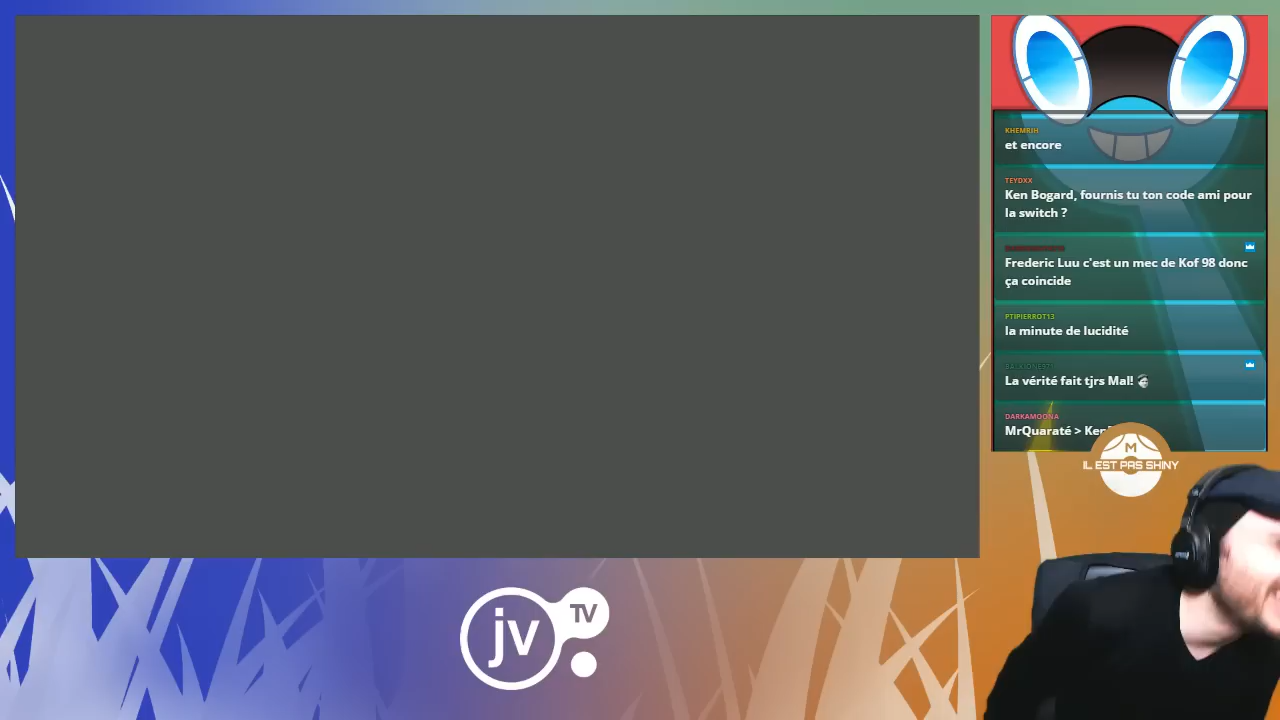 KHEMRIH
et encore
TEYDXX
Ken Bogard, fournis tu ton code ami pour
la switch ?
Frederic Luu c'est un mec de Kof 98 donc
ça coincide
PTIPIERROT13
la minute de lucidité
La vérité fait tjrs Mal!
DARKAMOONA
MrQuaraté > Ken
M
IL EST PAS SHINY
jv
TV